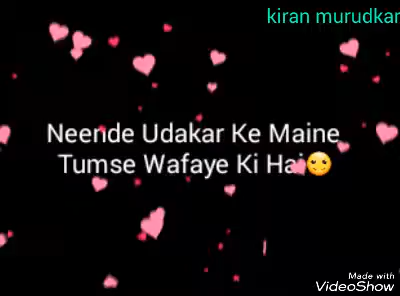 kiran murudkar
Neende Udakar Ke Maine
Tumse Wafaye Ki Hai
Made with
VideoShow